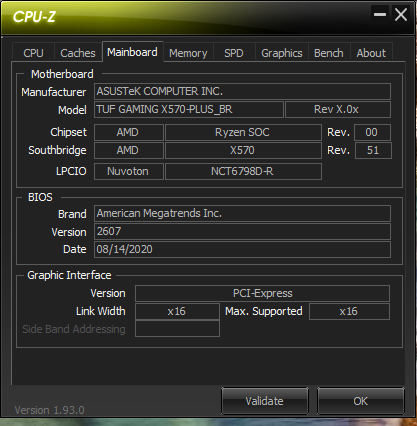 CPU-Z
CPU Caches Mainboard Memory SPD Graphics Bench About
Motherboard
Manufacturer ASUSTeK COMPUTER INC.
Model TUF GAMING X570-PLUS_BR Rev X.0x
Chipset AMD Ryzen SOC Rev. 00
Southbridge AMD X570 Rev. 51
LPCIO Nuvoton NCT6798D-R
BIOS
Brand American Megatrends Inc.
Version 2607
Date 08/14/2020
Graphic Interface
Version PCI-Express
Link Width x16 Max. Supported x16
Side Band Addressing
Version 1.93.0 Validate OK